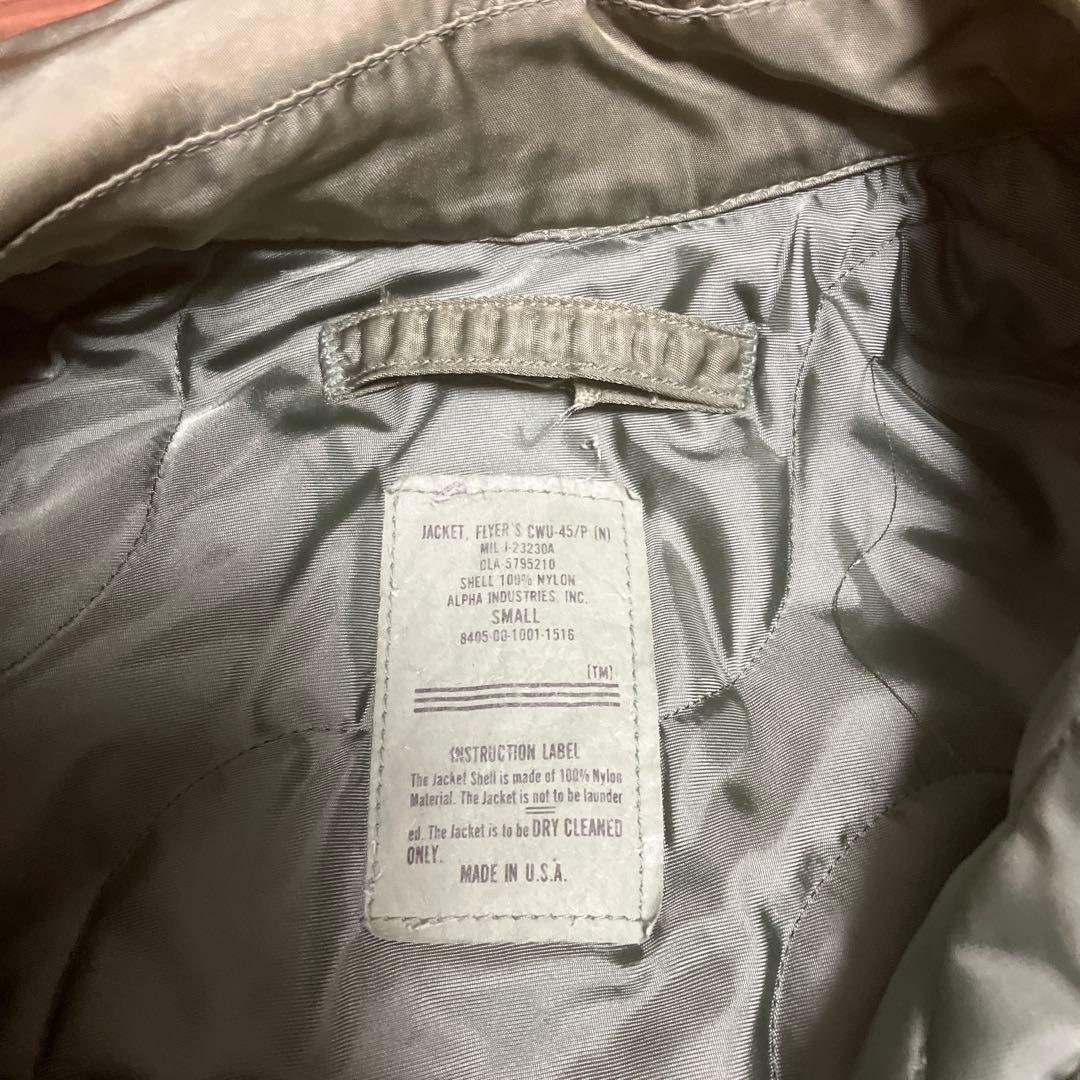 JACKET, FLYER'S CWU-45/P (N)
MIL-J-23230A
DLA-5795210
SHELL 100% NYLON
ALPHA INDUSTRIES, INC.
SMALL
8405-00-1001-1516
(TM)
INSTRUCTION LABEL
The Jacket Shell is made of 100% Nylon
Material. The Jacket is not to be launder
ed. The Jacket is to be DRY CLEANED
ONLY.
MADE IN U.S.A.